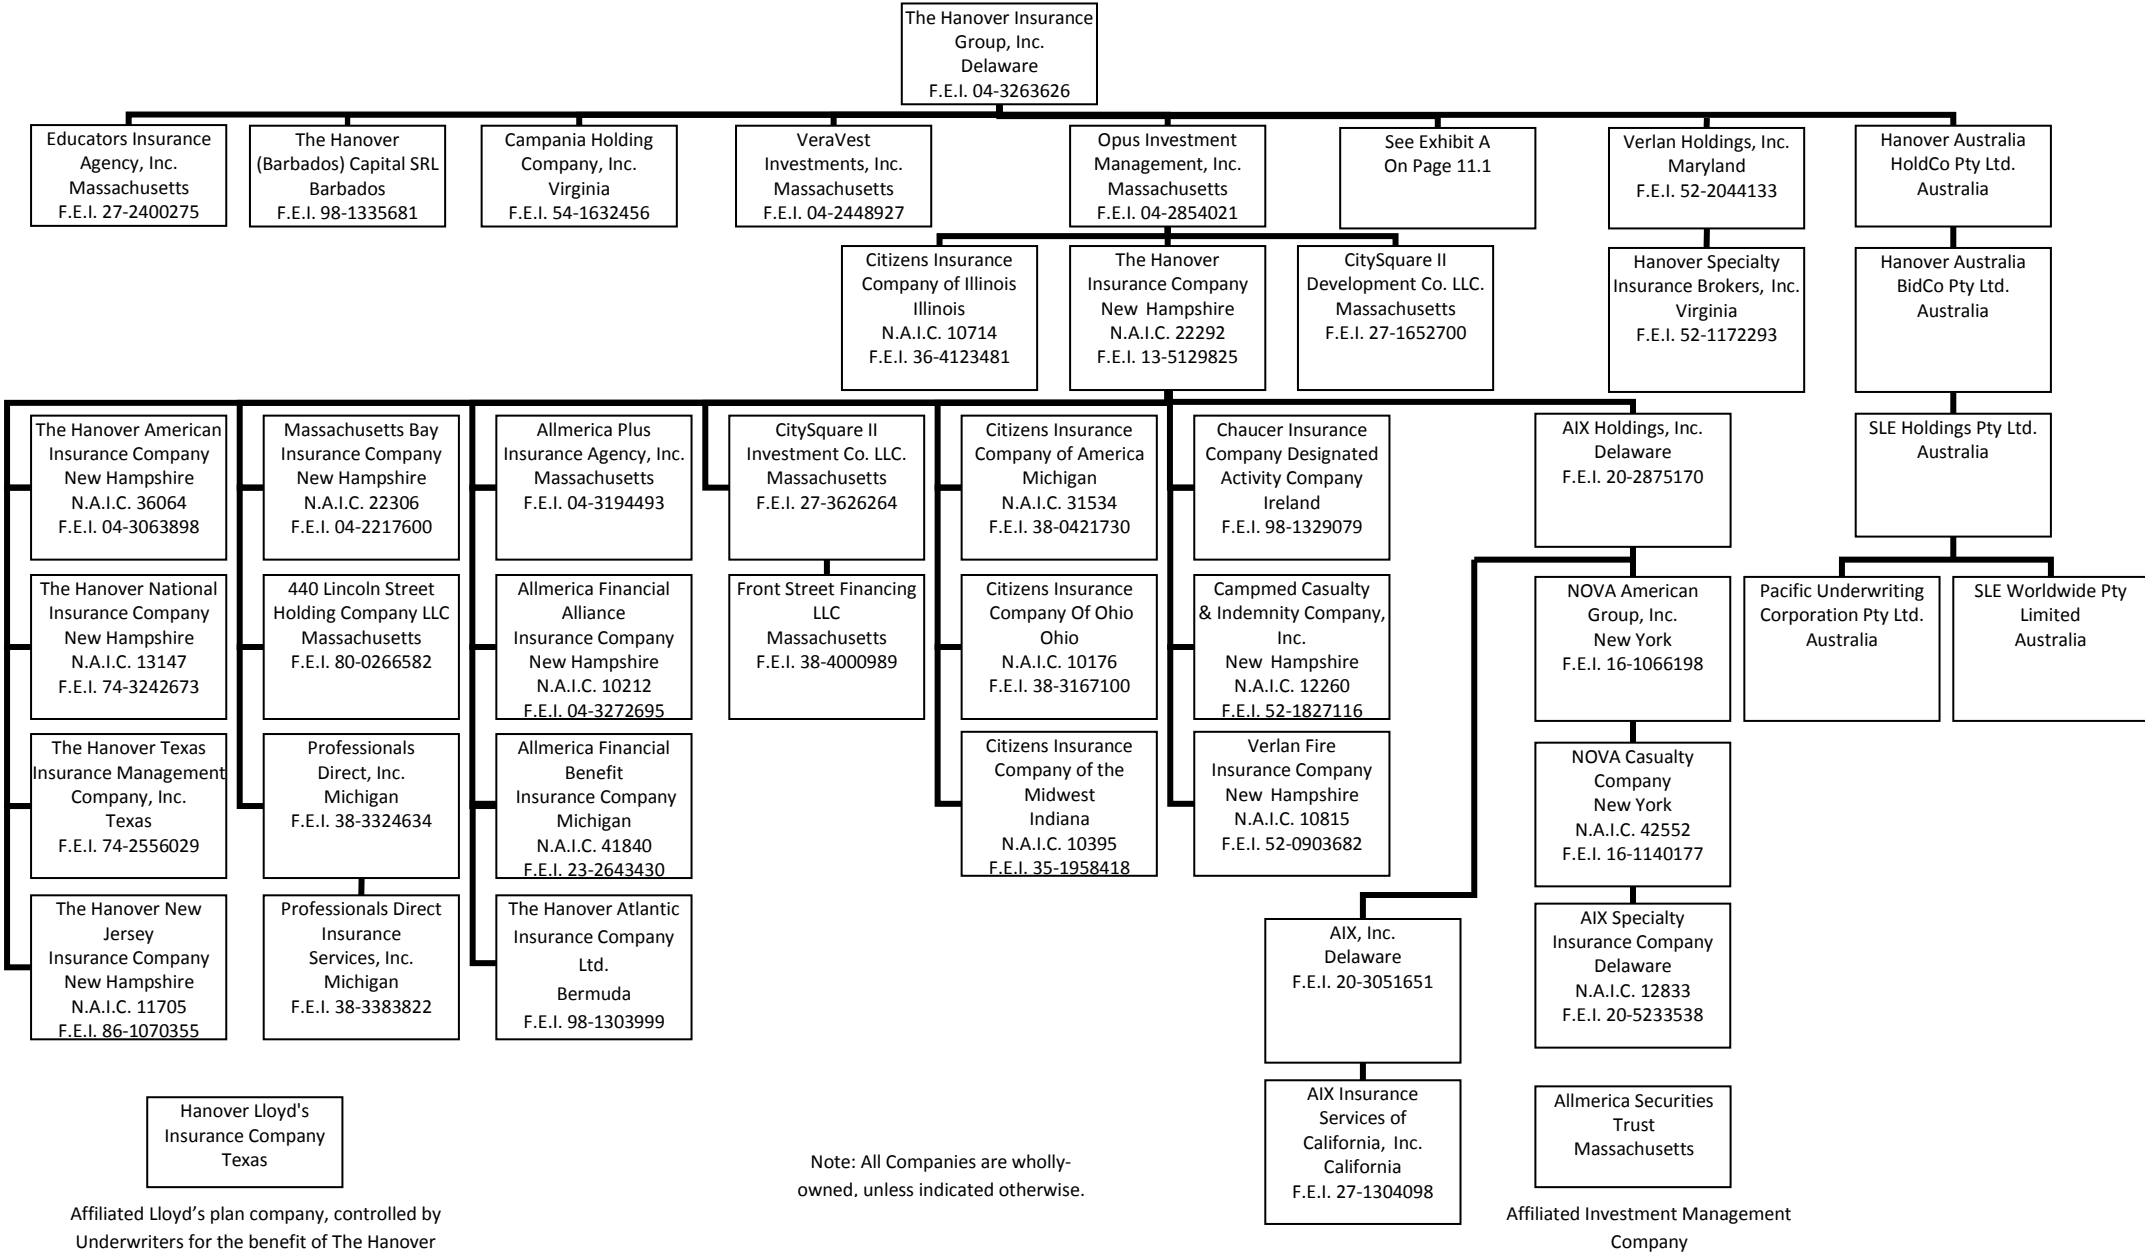 The Hanover Insurance
Group, Inc.
Delaware
F.E.I. 04-3263626
Educators Insurance
Agency, Inc.
Massachusetts
F.E.I. 27-2400275
The Hanover
(Barbados) Capital SRL
Barbados
F.E.I. 98-1335681
Campania Holding
Company, Inc.
Virginia
F.E.I. 54-1632456
VeraVest
Investments, Inc.
Massachusetts
F.E.I. 04-2448927
Opus Investment
Management, Inc.
Massachusetts
F.E.I. 04-2854021
See Exhibit A
On Page 11.1
Verlan Holdings, Inc.
Maryland
F.E.I. 52-2044133
Hanover Australia
HoldCo Pty Ltd.
Australia
Citizens Insurance
Company of Illinois
Illinois
N.A.I.C. 10714
F.E.I. 36-4123481
The Hanover
Insurance Company
New Hampshire
N.A.I.C. 22292
F.E.I. 13-5129825
CitySquare II
Development Co. LLC.
Massachusetts
F.E.I. 27-1652700
Hanover Specialty
Insurance Brokers, Inc.
Virginia
F.E.I. 52-1172293
Hanover Australia
BidCo Pty Ltd.
Australia
The Hanover American
Insurance Company
New Hampshire
N.A.I.C. 36064
F.E.I. 04-3063898
Massachusetts Bay
Insurance Company
New Hampshire
N.A.I.C. 22306
F.E.I. 04-2217600
Allmerica Plus
Insurance Agency, Inc.
Massachusetts
F.E.I. 04-3194493
CitySquare II
Investment Co. LLC.
Massachusetts
F.E.I. 27-3626264
Citizens Insurance
Company of America
Michigan
N.A.I.C. 31534
F.E.I. 38-0421730
Chaucer Insurance
Company Designated
Activity Company
Ireland
F.E.I. 98-1329079
AIX Holdings, Inc.
Delaware
F.E.I. 20-2875170
SLE Holdings Pty Ltd.
Australia
The Hanover National
Insurance Company
New Hampshire
N.A.I.C. 13147
F.E.I. 74-3242673
440 Lincoln Street
Holding Company LLC
Massachusetts
F.E.I. 80-0266582
Allmerica Financial
Alliance
Insurance Company
New Hampshire
N.A.I.C. 10212
F.E.I. 04-3272695
Front Street Financing
LLC
Massachusetts
F.E.I. 38-4000989
Citizens Insurance
Company Of Ohio
Ohio
N.A.I.C. 10176
F.E.I. 38-3167100
Campmed Casualty
& Indemnity Company,
Inc.
New Hampshire
N.A.I.C. 12260
F.E.I. 52-1827116
NOVA American
Group, Inc.
New York
F.E.I. 16-1066198
Pacific Underwriting
Corporation Pty Ltd.
Australia
SLE Worldwide Pty
Limited
Australia
The Hanover Texas
Insurance Management
Company, Inc.
Texas
F.E.I. 74-2556029
Professionals
Direct, Inc.
Michigan
F.E.I. 38-3324634
Allmerica Financial
Benefit
Insurance Company
Michigan
N.A.I.C. 41840
F.E.I. 23-2643430
Citizens Insurance
Company of the
Midwest
Indiana
N.A.I.C. 10395
F.E.I. 35-1958418
Verlan Fire
Insurance Company
New Hampshire
N.A.I.C. 10815
F.E.I. 52-0903682
NOVA Casualty
Company
New York
N.A.I.C. 42552
F.E.I. 16-1140177
The Hanover New
Jersey
Insurance Company
New Hampshire
N.A.I.C. 11705
F.E.I. 86-1070355
Professionals Direct
Insurance
Services, Inc.
Michigan
F.E.I. 38-3383822
The Hanover Atlantic
Insurance Company
Ltd.
Bermuda
F.E.I. 98-1303999
AIX, Inc.
Delaware
F.E.I. 20-3051651
AIX Specialty
Insurance Company
Delaware
N.A.I.C. 12833
F.E.I. 20-5233538
Hanover Lloyd's
Insurance Company
Texas
Affiliated Lloyd’s plan company, controlled by
Underwriters for the benefit of The Hanover
Note: All Companies are wholly-
owned, unless indicated otherwise.
AIX Insurance
Services of
California, Inc.
California
F.E.I. 27-1304098
Allmerica Securities
Trust
Massachusetts
Affiliated Investment Management
Company